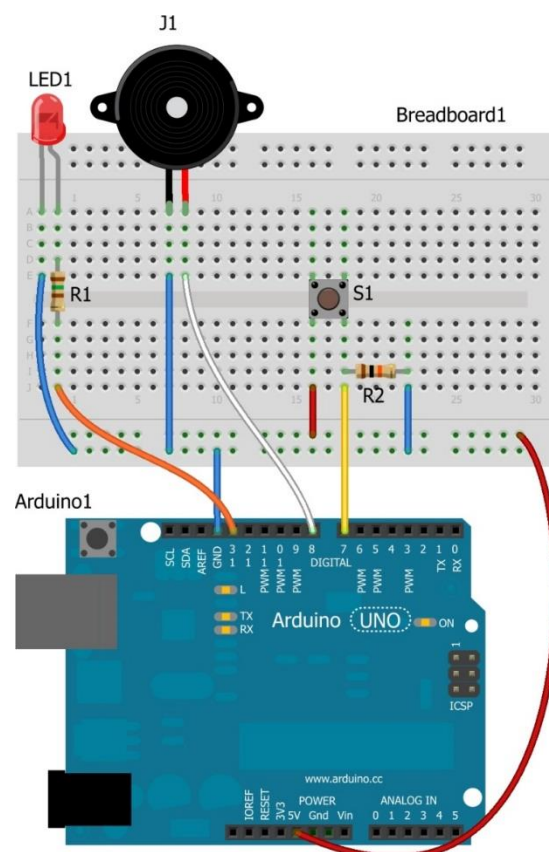 J1
LED1
Breadboard1
1 5 10 15 20 25 30
A
B
C
D
E
R1
S1
F
G
H
I
J
R2
1 5 10 15 20 25 30
Arduino1
SCL
SDA
AREF
GND
13
12
PWM 11
PWM 10
PWM 9
8
DIGITAL
7
PWM 6
PWM 5
4
PWM 3
2
TX 1
RX 0
L
TX
RX
Arduino UNO
ON
1
ICSP
www.arduino.cc
POWER
ANALOG IN
IOREF
RESET
3V3
5V
Gnd
Vin
0 1 2 3 4 5